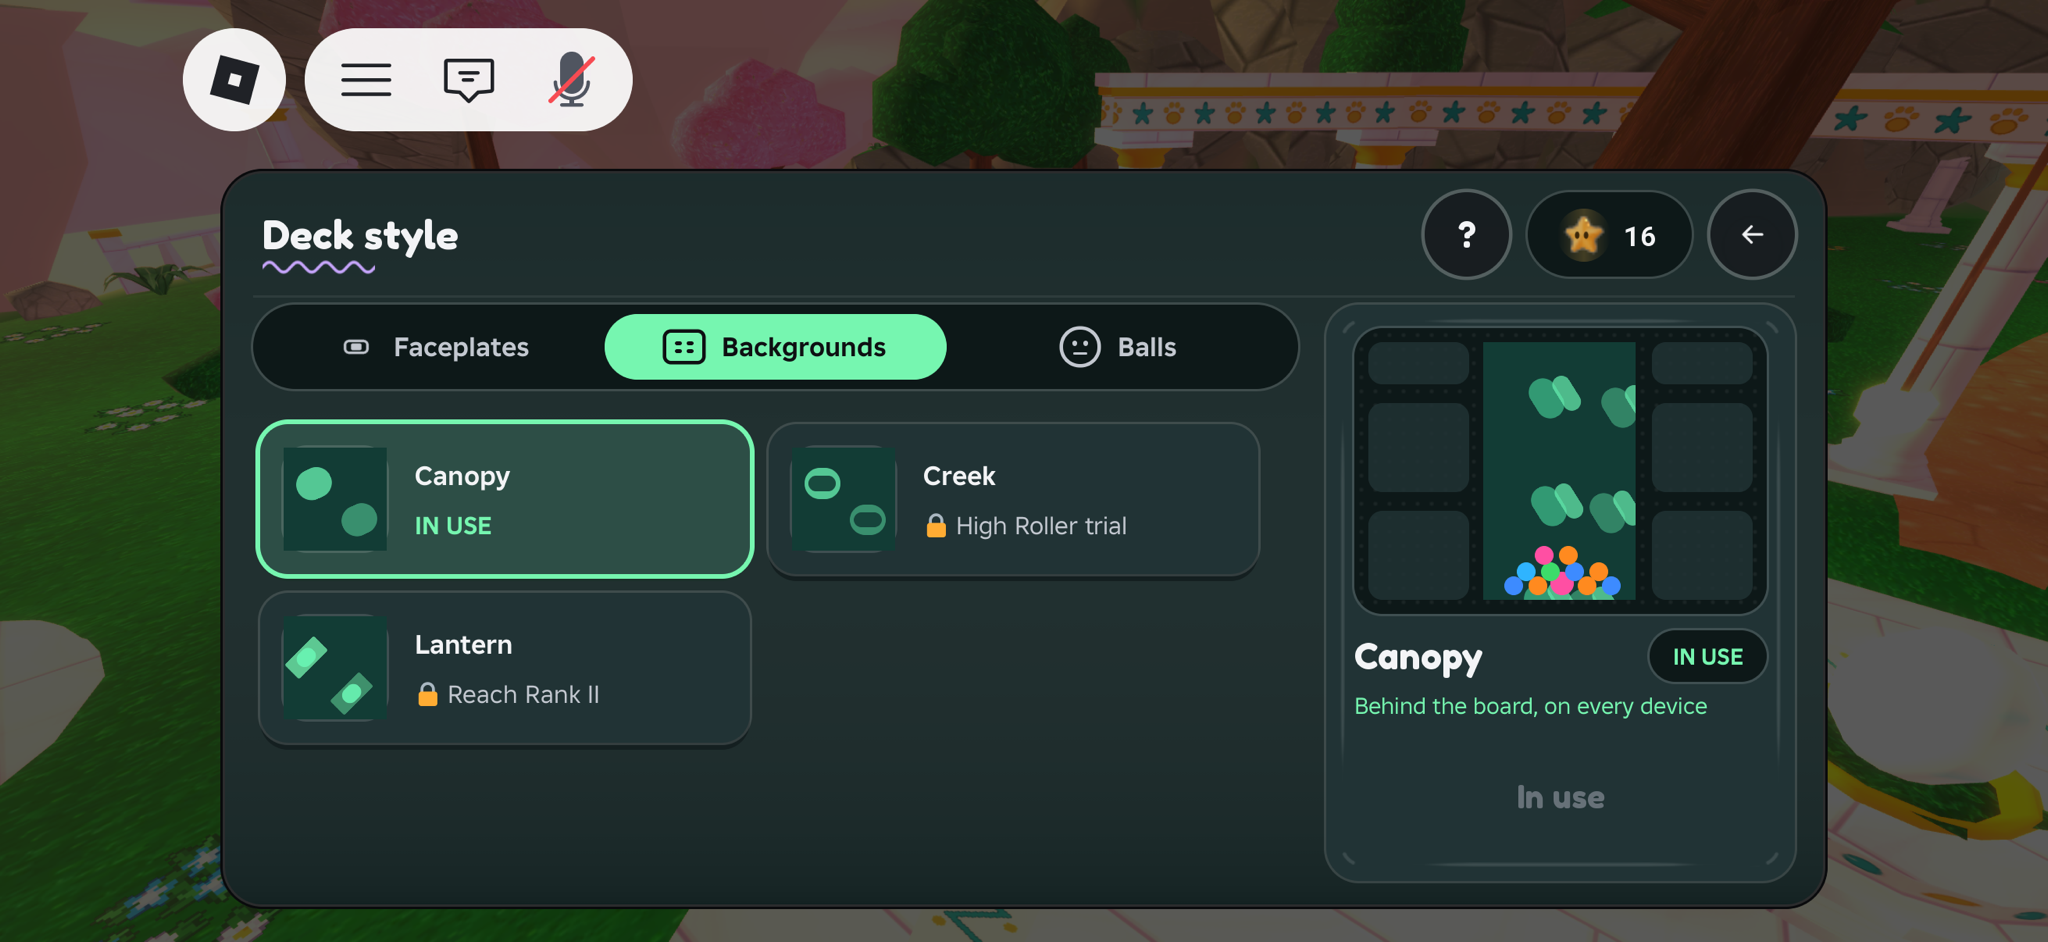 Deck style
?
16
Faceplates
Backgrounds
Balls
Canopy
IN USE
Creek
High Roller trial
Lantern
Reach Rank II
Canopy
IN USE
Behind the board, on every device
In use